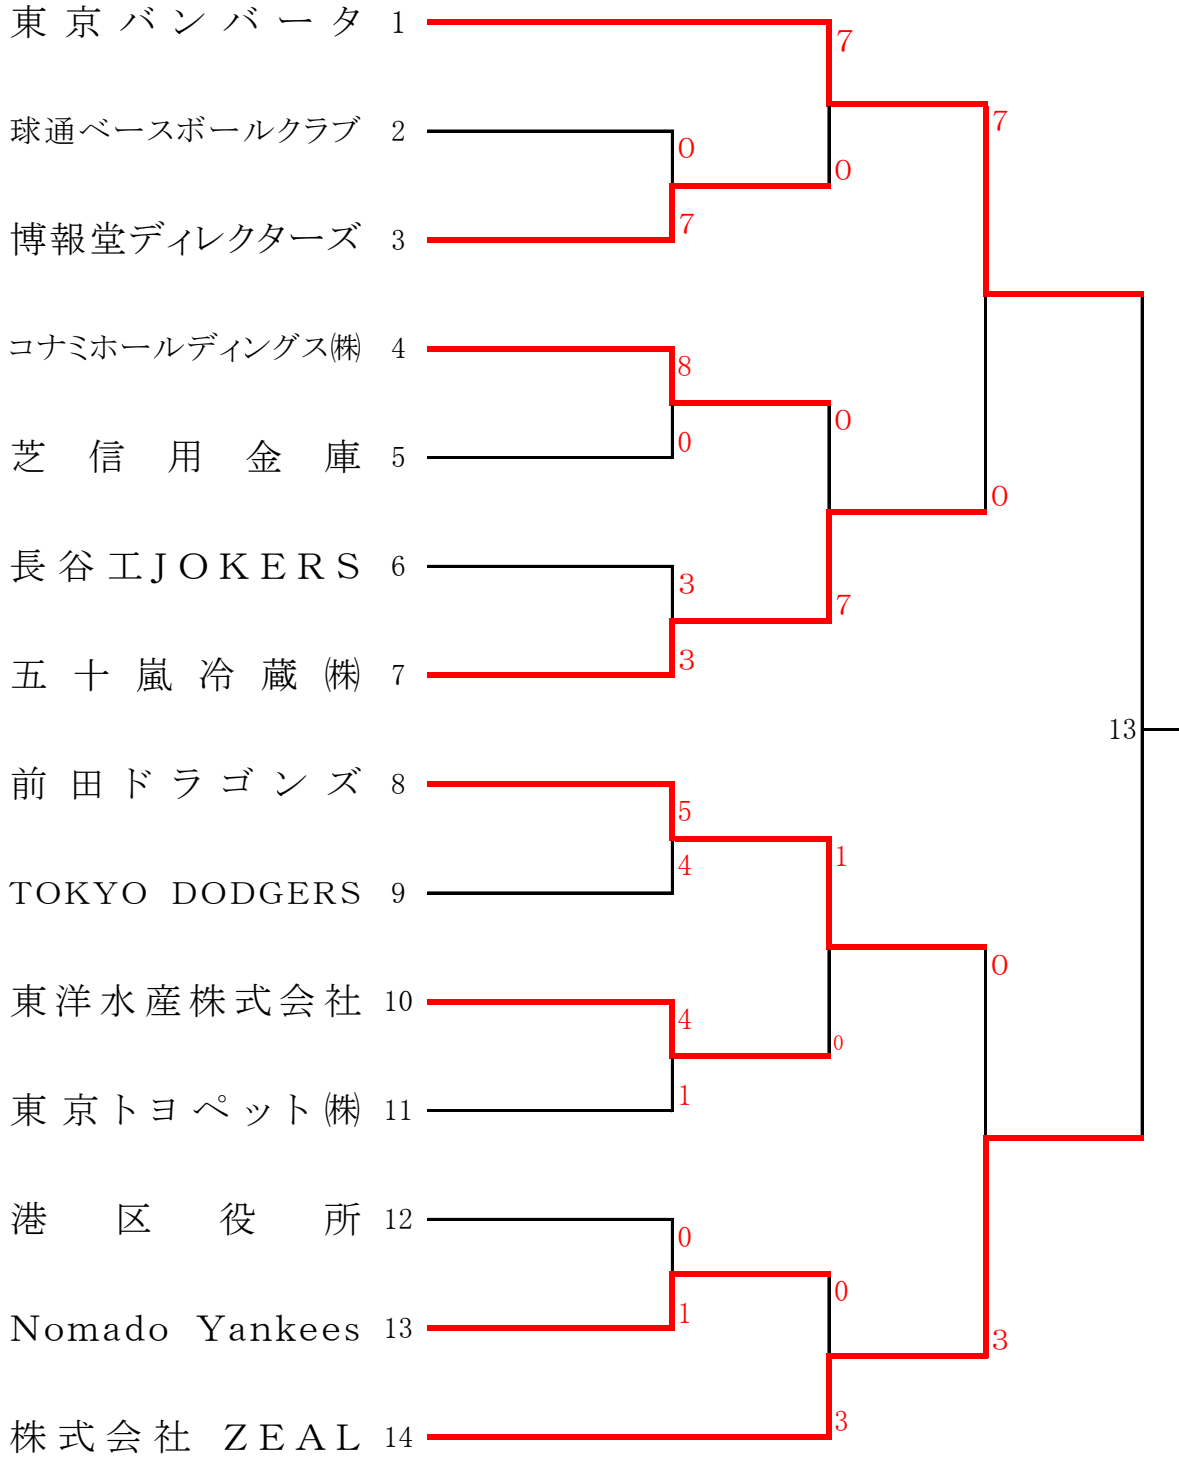 東京バンバータ 1
7
7
球通ベースボールクラブ 2
0
0
7
博報堂ディレクターズ 3
コナミホールディングス㈱ 4
8
0
0
芝信用金庫 5
0
長谷工JOKERS 6
3
7
3
五十嵐冷蔵㈱ 7
13
前田ドラゴンズ 8
5
1
4
TOKYO DODGERS 9
0
東洋水産株式会社 10
4
0
1
東京トヨペット㈱ 11
港区役所 12
0
0
1
Nomado Yankees 13
3
3
株式会社 ZEAL 14